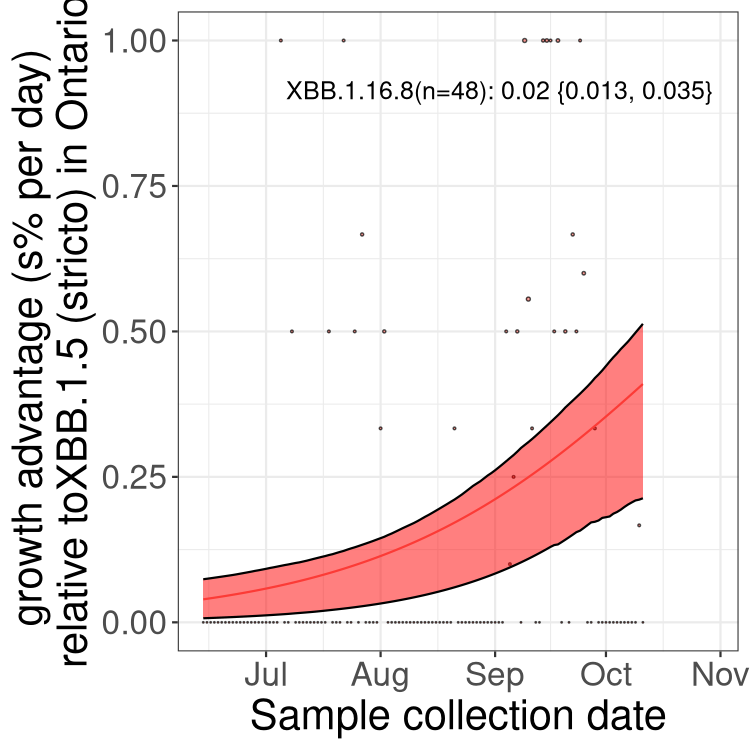 growth advantage (s% per day)
relative toXBB.1.5 (stricto) in Ontario
1.00
0.75
0.50
0.25
0.00
XBB.1.16.8(n=48): 0.02 {0.013, 0.035}
Jul Aug Sep Oct Nov
Sample collection date